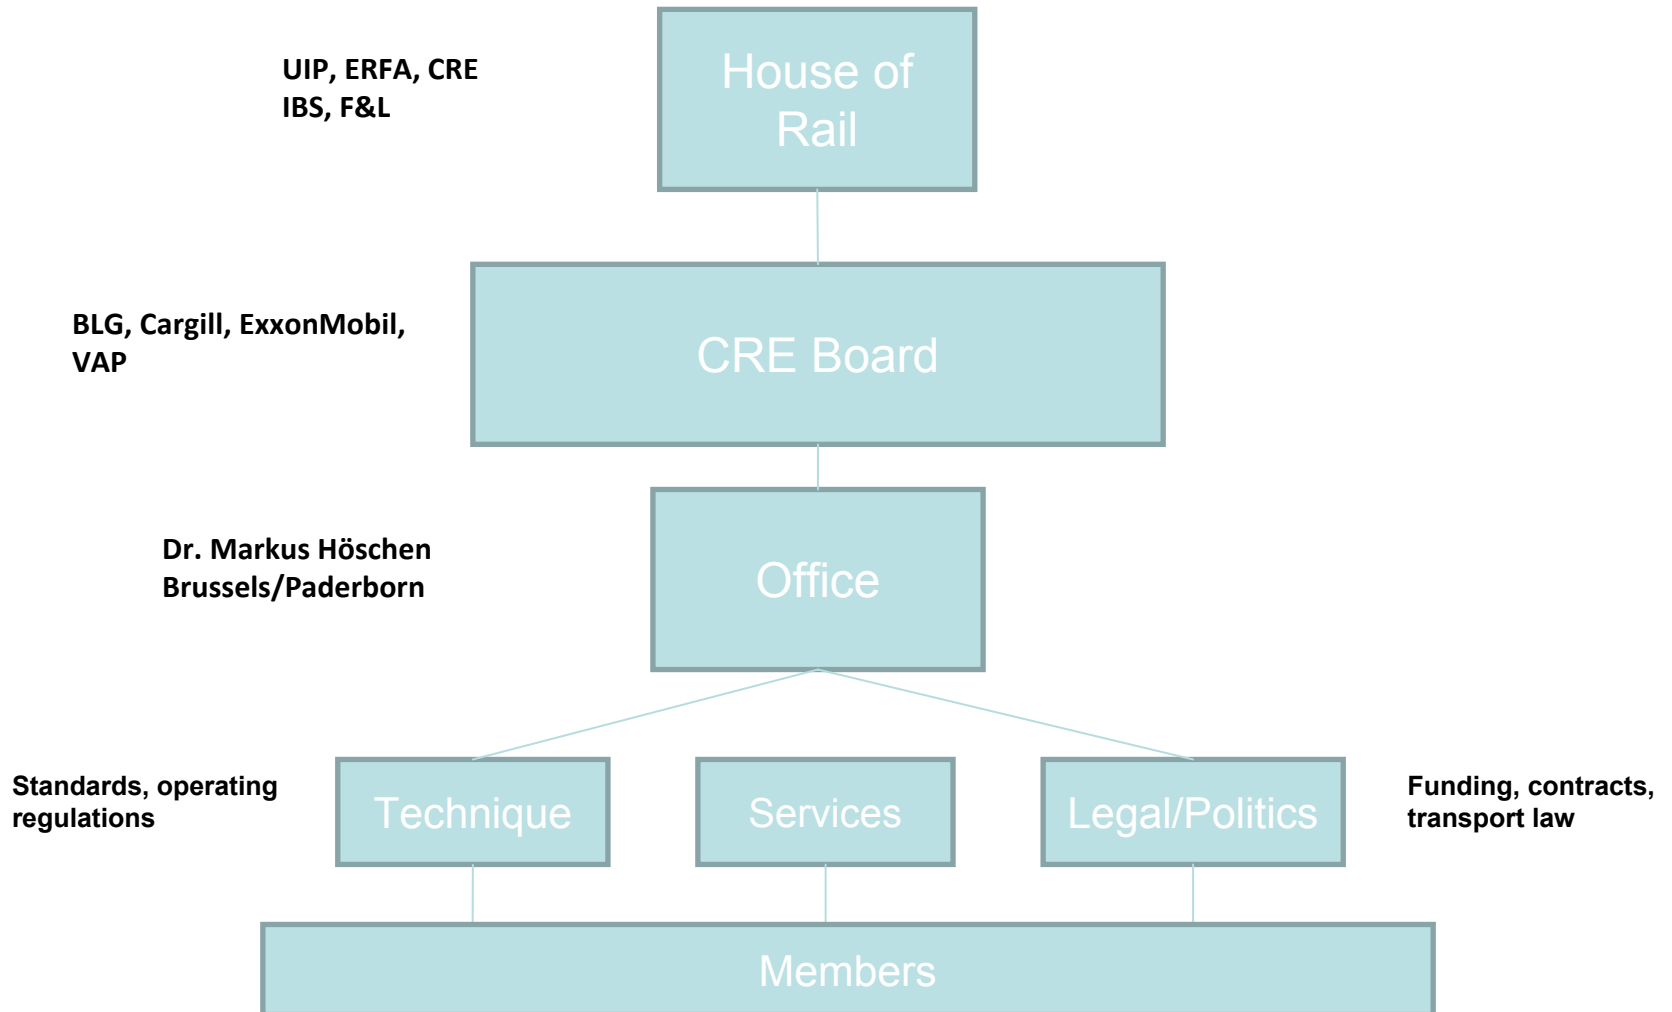 UIP, ERFA, CRE
IBS, F&L
House of
Rail
BLG, Cargill, ExxonMobil,
VAP
CRE Board
Dr. Markus Höschen
Brussels/Paderborn
Office
Standards, operating
regulations
Technique
Services
Legal/Politics
Funding, contracts,
transport law
Members